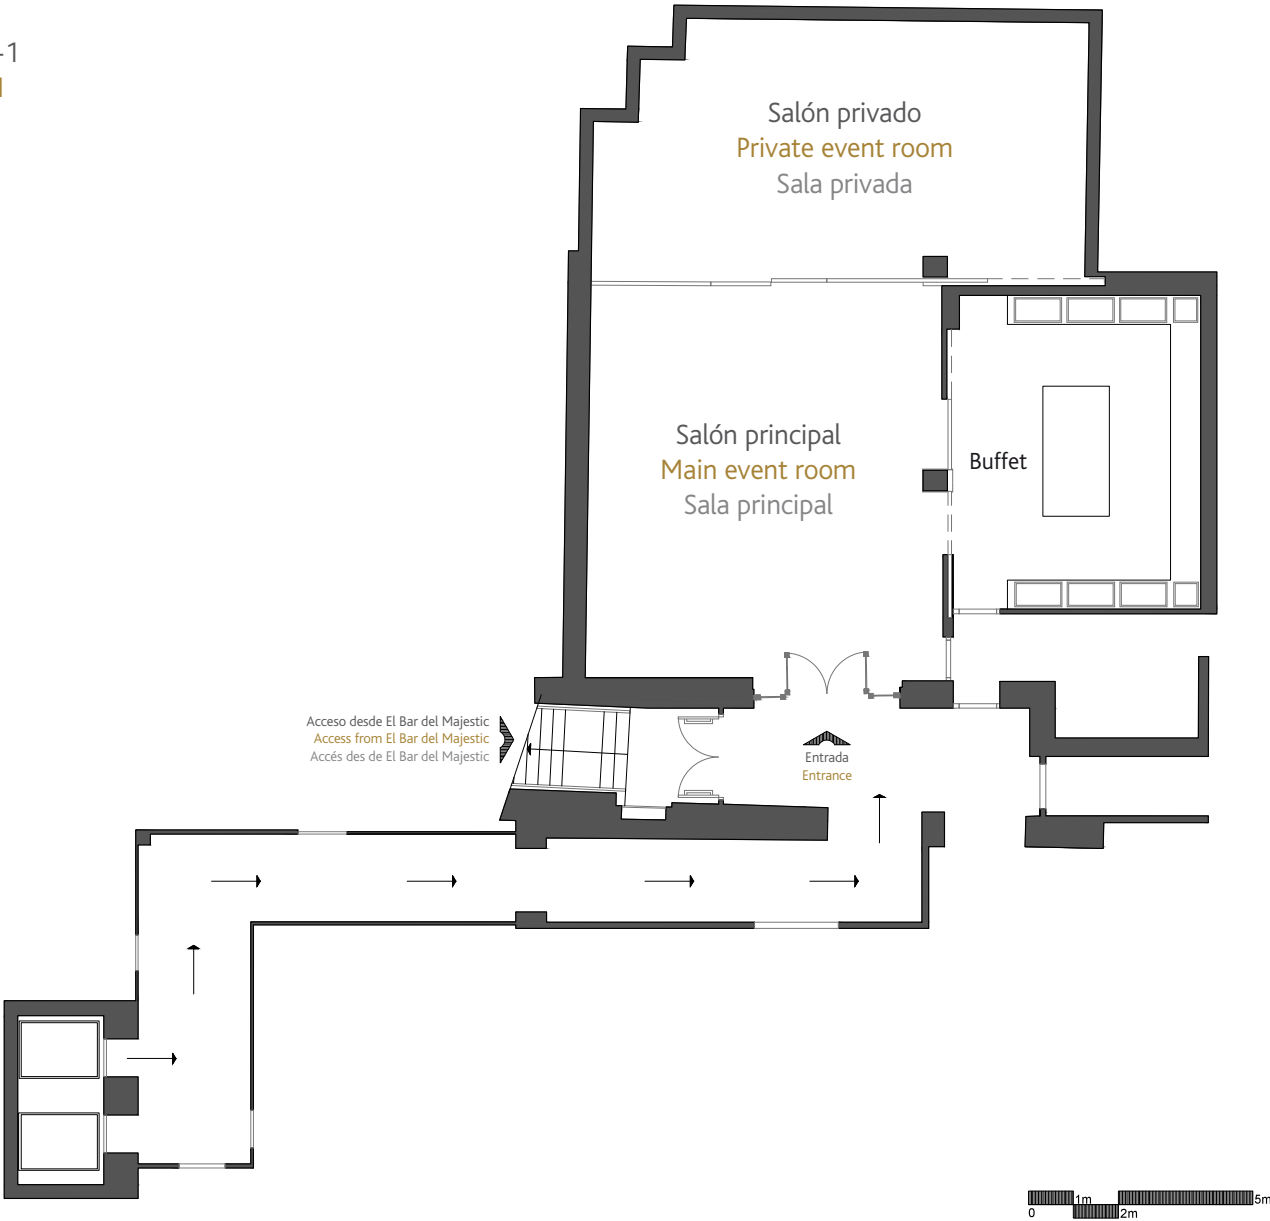 -1
Salón privado
Private event room
Sala privada
Salón principal
Main event room
Sala principal
Buffet
Acceso desde El Bar del Majestic
Access from El Bar del Majestic
Accés des de El Bar del Majestic
Entrada
Entrance
1m
5m
0
2m